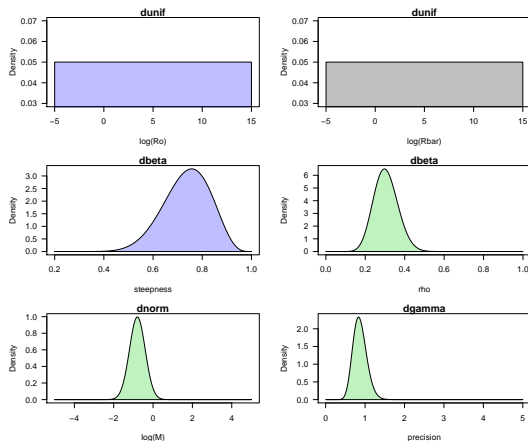 dunif
Density
0.07
0.06
0.05
0.04
0.03
−5 0 5 10 15
log(Ro)
dunif
Density
0.07
0.06
0.05
0.04
0.03
−5 0 5 10 15
log(Rbar)
dbeta
Density
3.0
2.5
2.0
1.5
1.0
0.5
0.0
0.2 0.4 0.6 0.8 1.0
steepness
dbeta
Density
6
5
4
3
2
1
0
0.0 0.2 0.4 0.6 0.8 1.0
rho
dnorm
Density
1.0
0.8
0.6
0.4
0.2
0.0
−4 −2 0 2 4
log(M)
dgamma
Density
2.0
1.5
1.0
0.5
0.0
0 1 2 3 4 5
precision